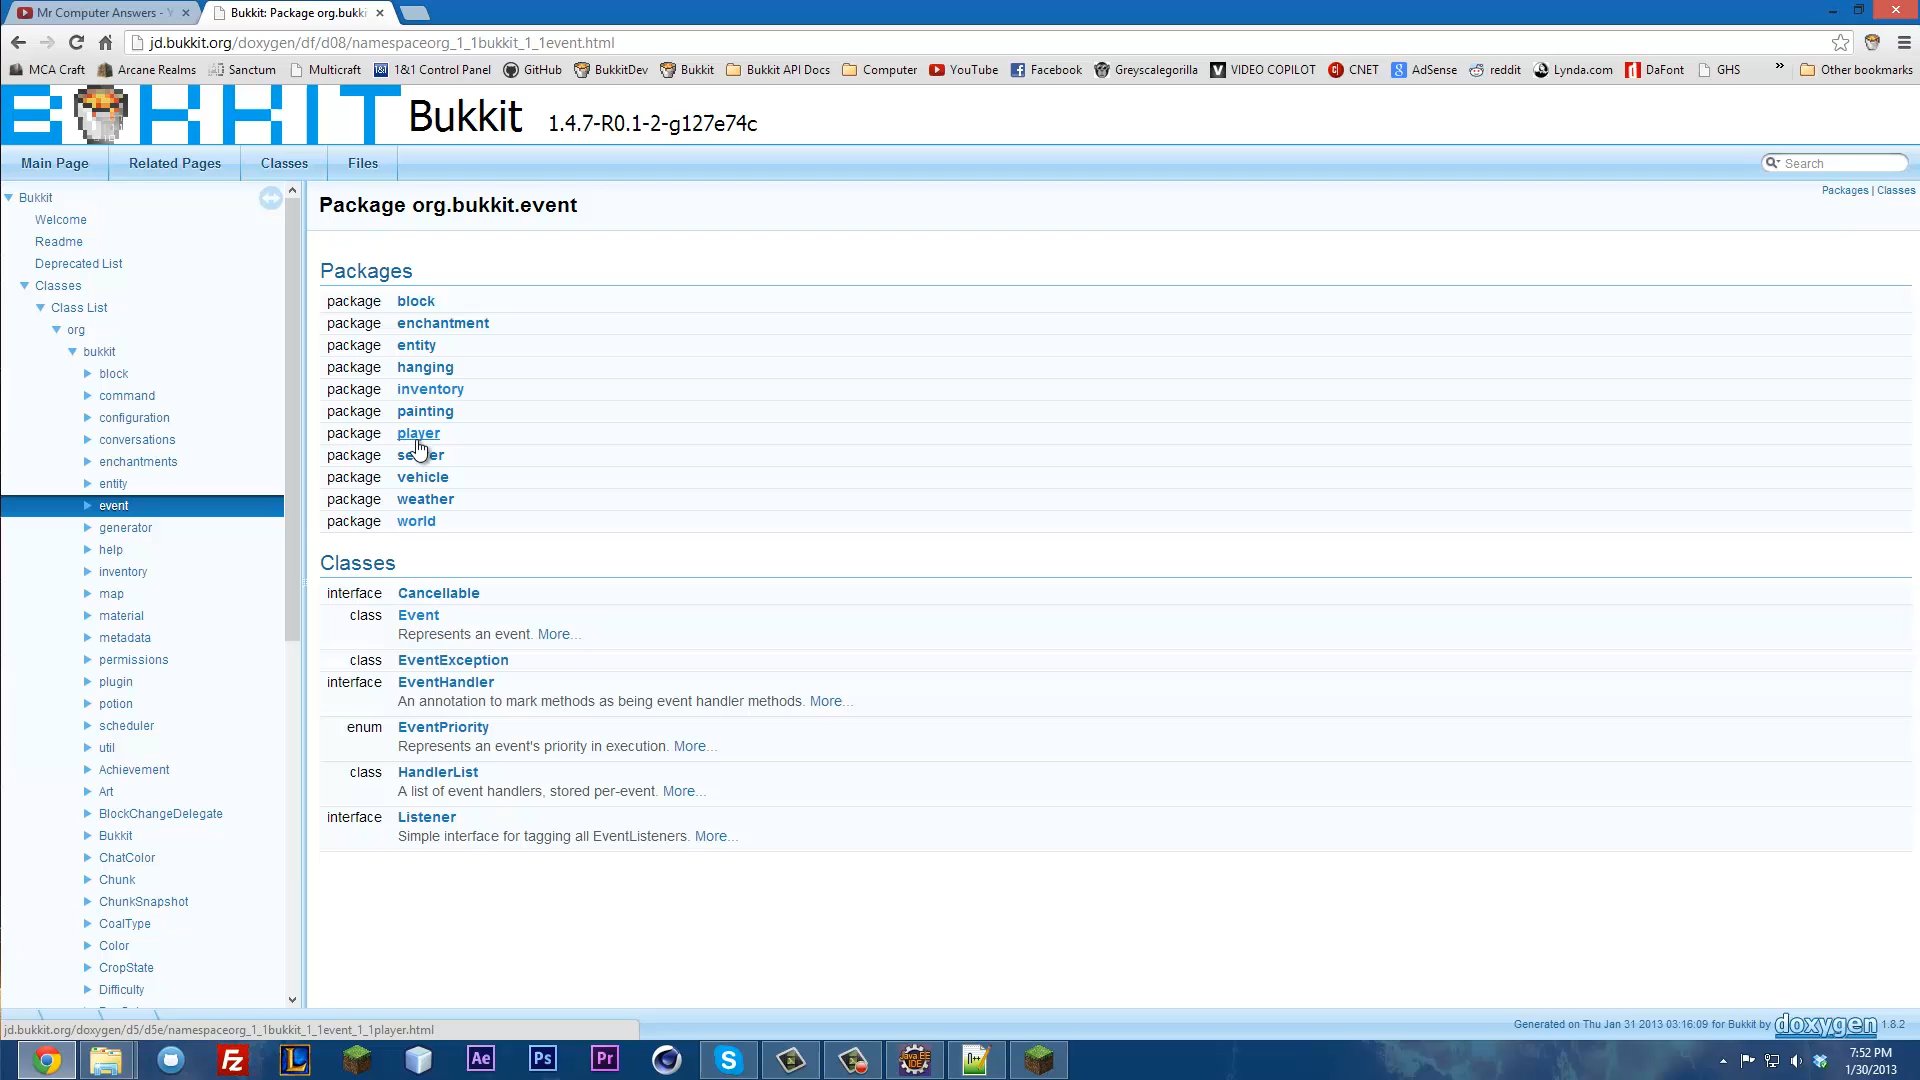 Mr Computer Answers - Y
Bukkit: Package org.bukki
jd.bukkit.org/doxygen/df/d08/namespaceorg_1_1bukkit_1_1event.html
MCA Craft Arcane Realms Sanctum Multicraft 1&1 Control Panel GitHub BukkitDev Bukkit Bukkit API Docs Computer YouTube Facebook Greyscalegorilla VIDEO COPILOT CNET AdSense reddit Lynda.com DaFont GHS » Other bookmarks
BUKKIT Bukkit 1.4.7-R0.1-2-g127e74c
Main Page Related Pages Classes Files Search
Packages | Classes
Bukkit
Welcome
Readme
Deprecated List
Classes
Class List
org
bukkit
block
command
configuration
conversations
enchantments
entity
event
generator
help
inventory
map
material
metadata
permissions
plugin
potion
scheduler
util
Achievement
Art
BlockChangeDelegate
Bukkit
ChatColor
Chunk
ChunkSnapshot
CoalType
Color
CropState
Difficulty
Package org.bukkit.event
Packages
package block
package enchantment
package entity
package hanging
package inventory
package painting
package player
package server
package vehicle
package weather
package world
Classes
interface Cancellable
class Event
Represents an event. More...
class EventException
interface EventHandler
An annotation to mark methods as being event handler methods. More...
enum EventPriority
Represents an event's priority in execution. More...
class HandlerList
A list of event handlers, stored per-event. More...
interface Listener
Simple interface for tagging all EventListeners. More...
jd.bukkit.org/doxygen/d5/d5e/namespaceorg_1_1bukkit_1_1event_1_1player.html
Generated on Thu Jan 31 2013 03:16:09 for Bukkit by doxygen 1.8.2
Fz L Ae Ps Pr S Java EE IDE
7:52 PM
1/30/2013